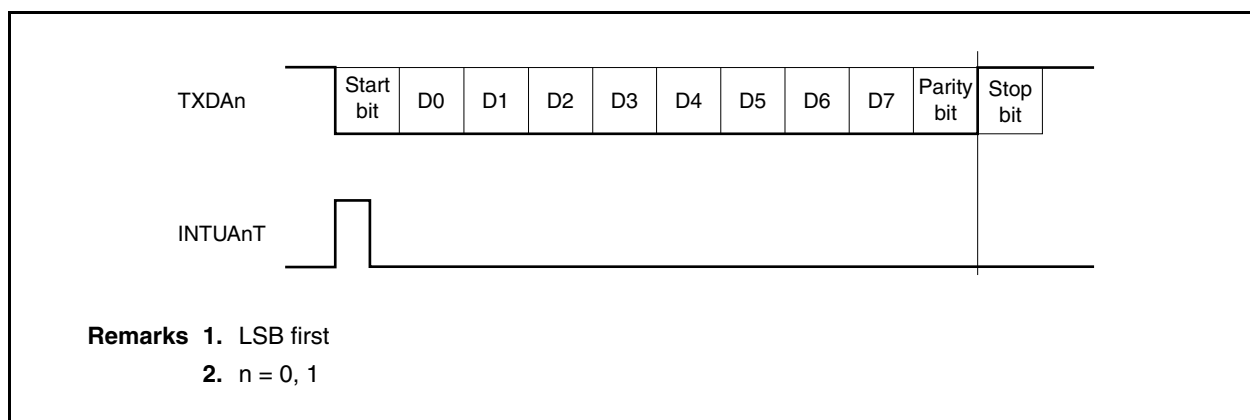 TXDAn
Start bit
D0
D1
D2
D3
D4
D5
D6
D7
Parity bit
Stop bit
INTUAnT
Remarks 1. LSB first
2. n = 0, 1